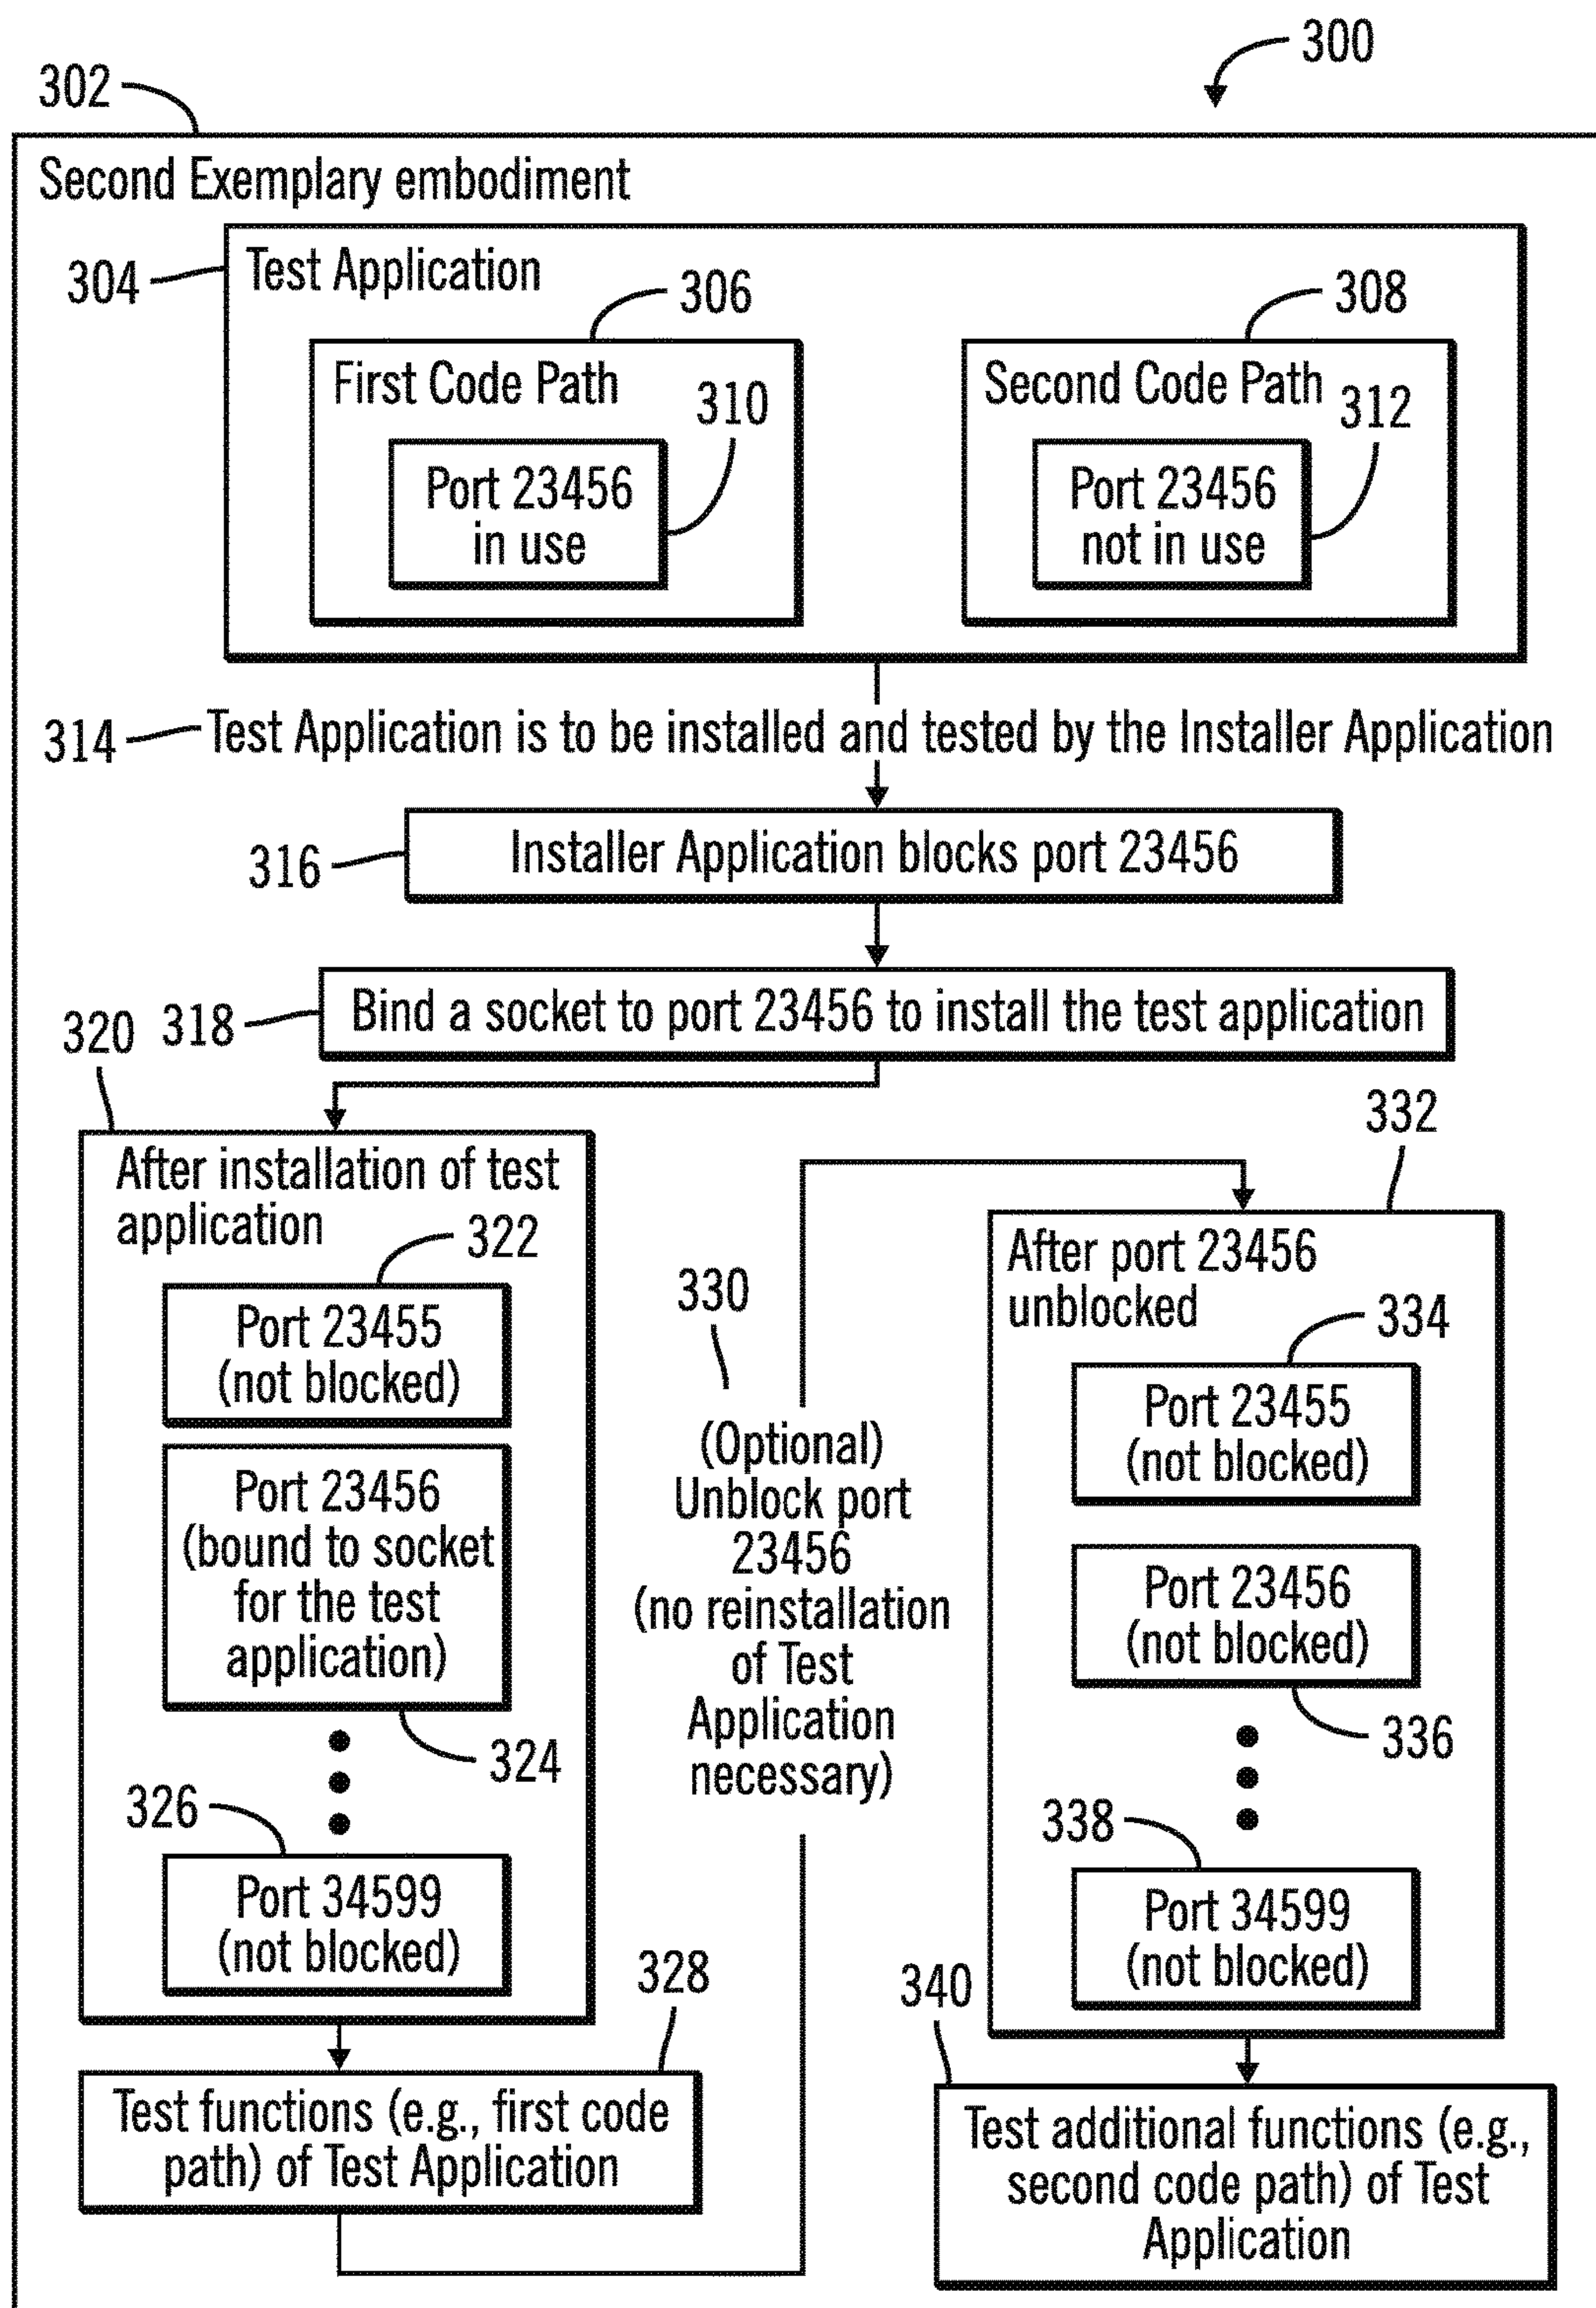 300
302
Second Exemplary embodiment
304
Test Application
306
308
First Code Path
310
Second Code Path
312
Port 23456
in use
Port 23456
not in use
314
Test Application is to be installed and tested by the Installer Application
316
Installer Application blocks port 23456
318
Bind a socket to port 23456 to install the test application
320
After installation of test
application
322
Port 23455
(not blocked)
Port 23456
(bound to socket
for the test
application)
324
326
Port 34599
(not blocked)
328
Test functions (e.g., first code
path) of Test Application
330
(Optional)
Unblock port
23456
(no reinstallation
of Test
Application
necessary)
332
After port 23456
unblocked
334
Port 23455
(not blocked)
Port 23456
(not blocked)
336
338
Port 34599
(not blocked)
340
Test additional functions (e.g.,
second code path) of Test
Application